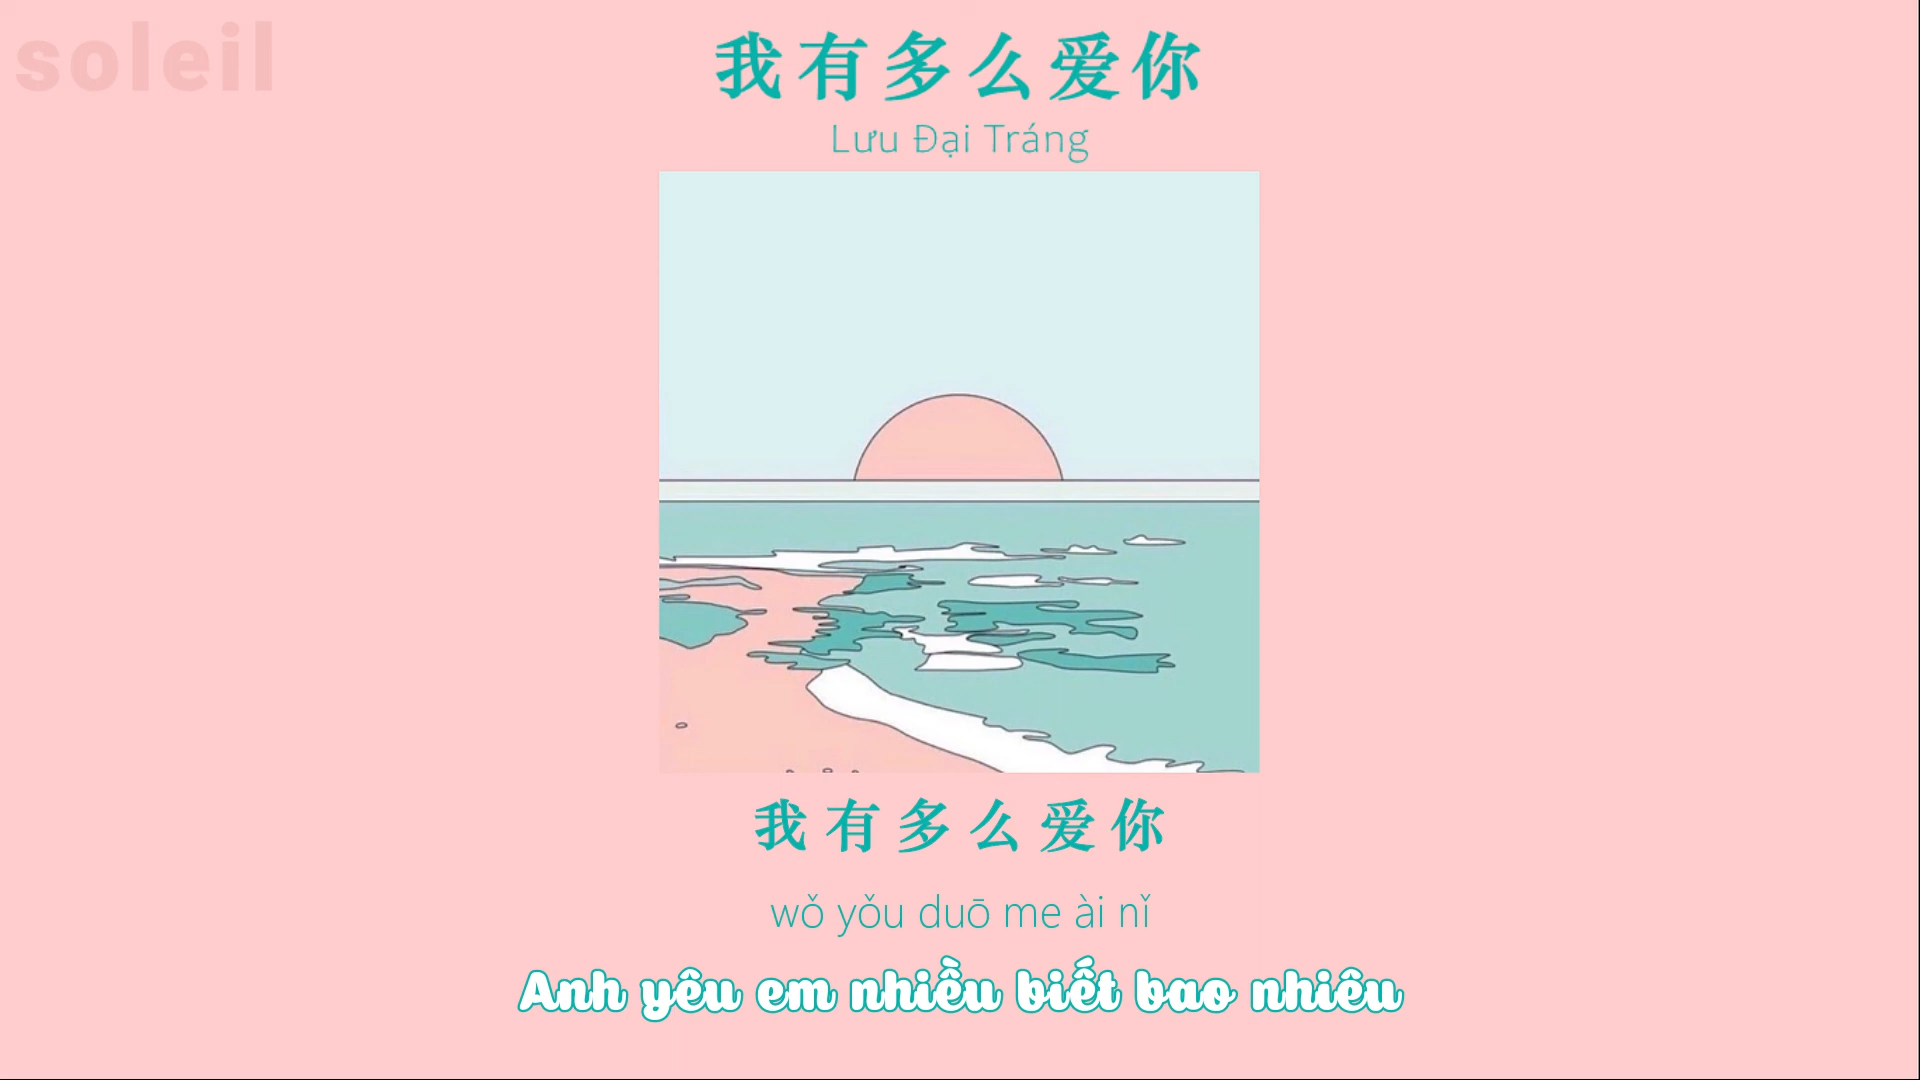 soleil
我有多么爱你
Lưu Đại Tráng
我有多么爱你
wǒ yǒu duō me ài nǐ
Anh yêu em nhiều biết bao nhiêu